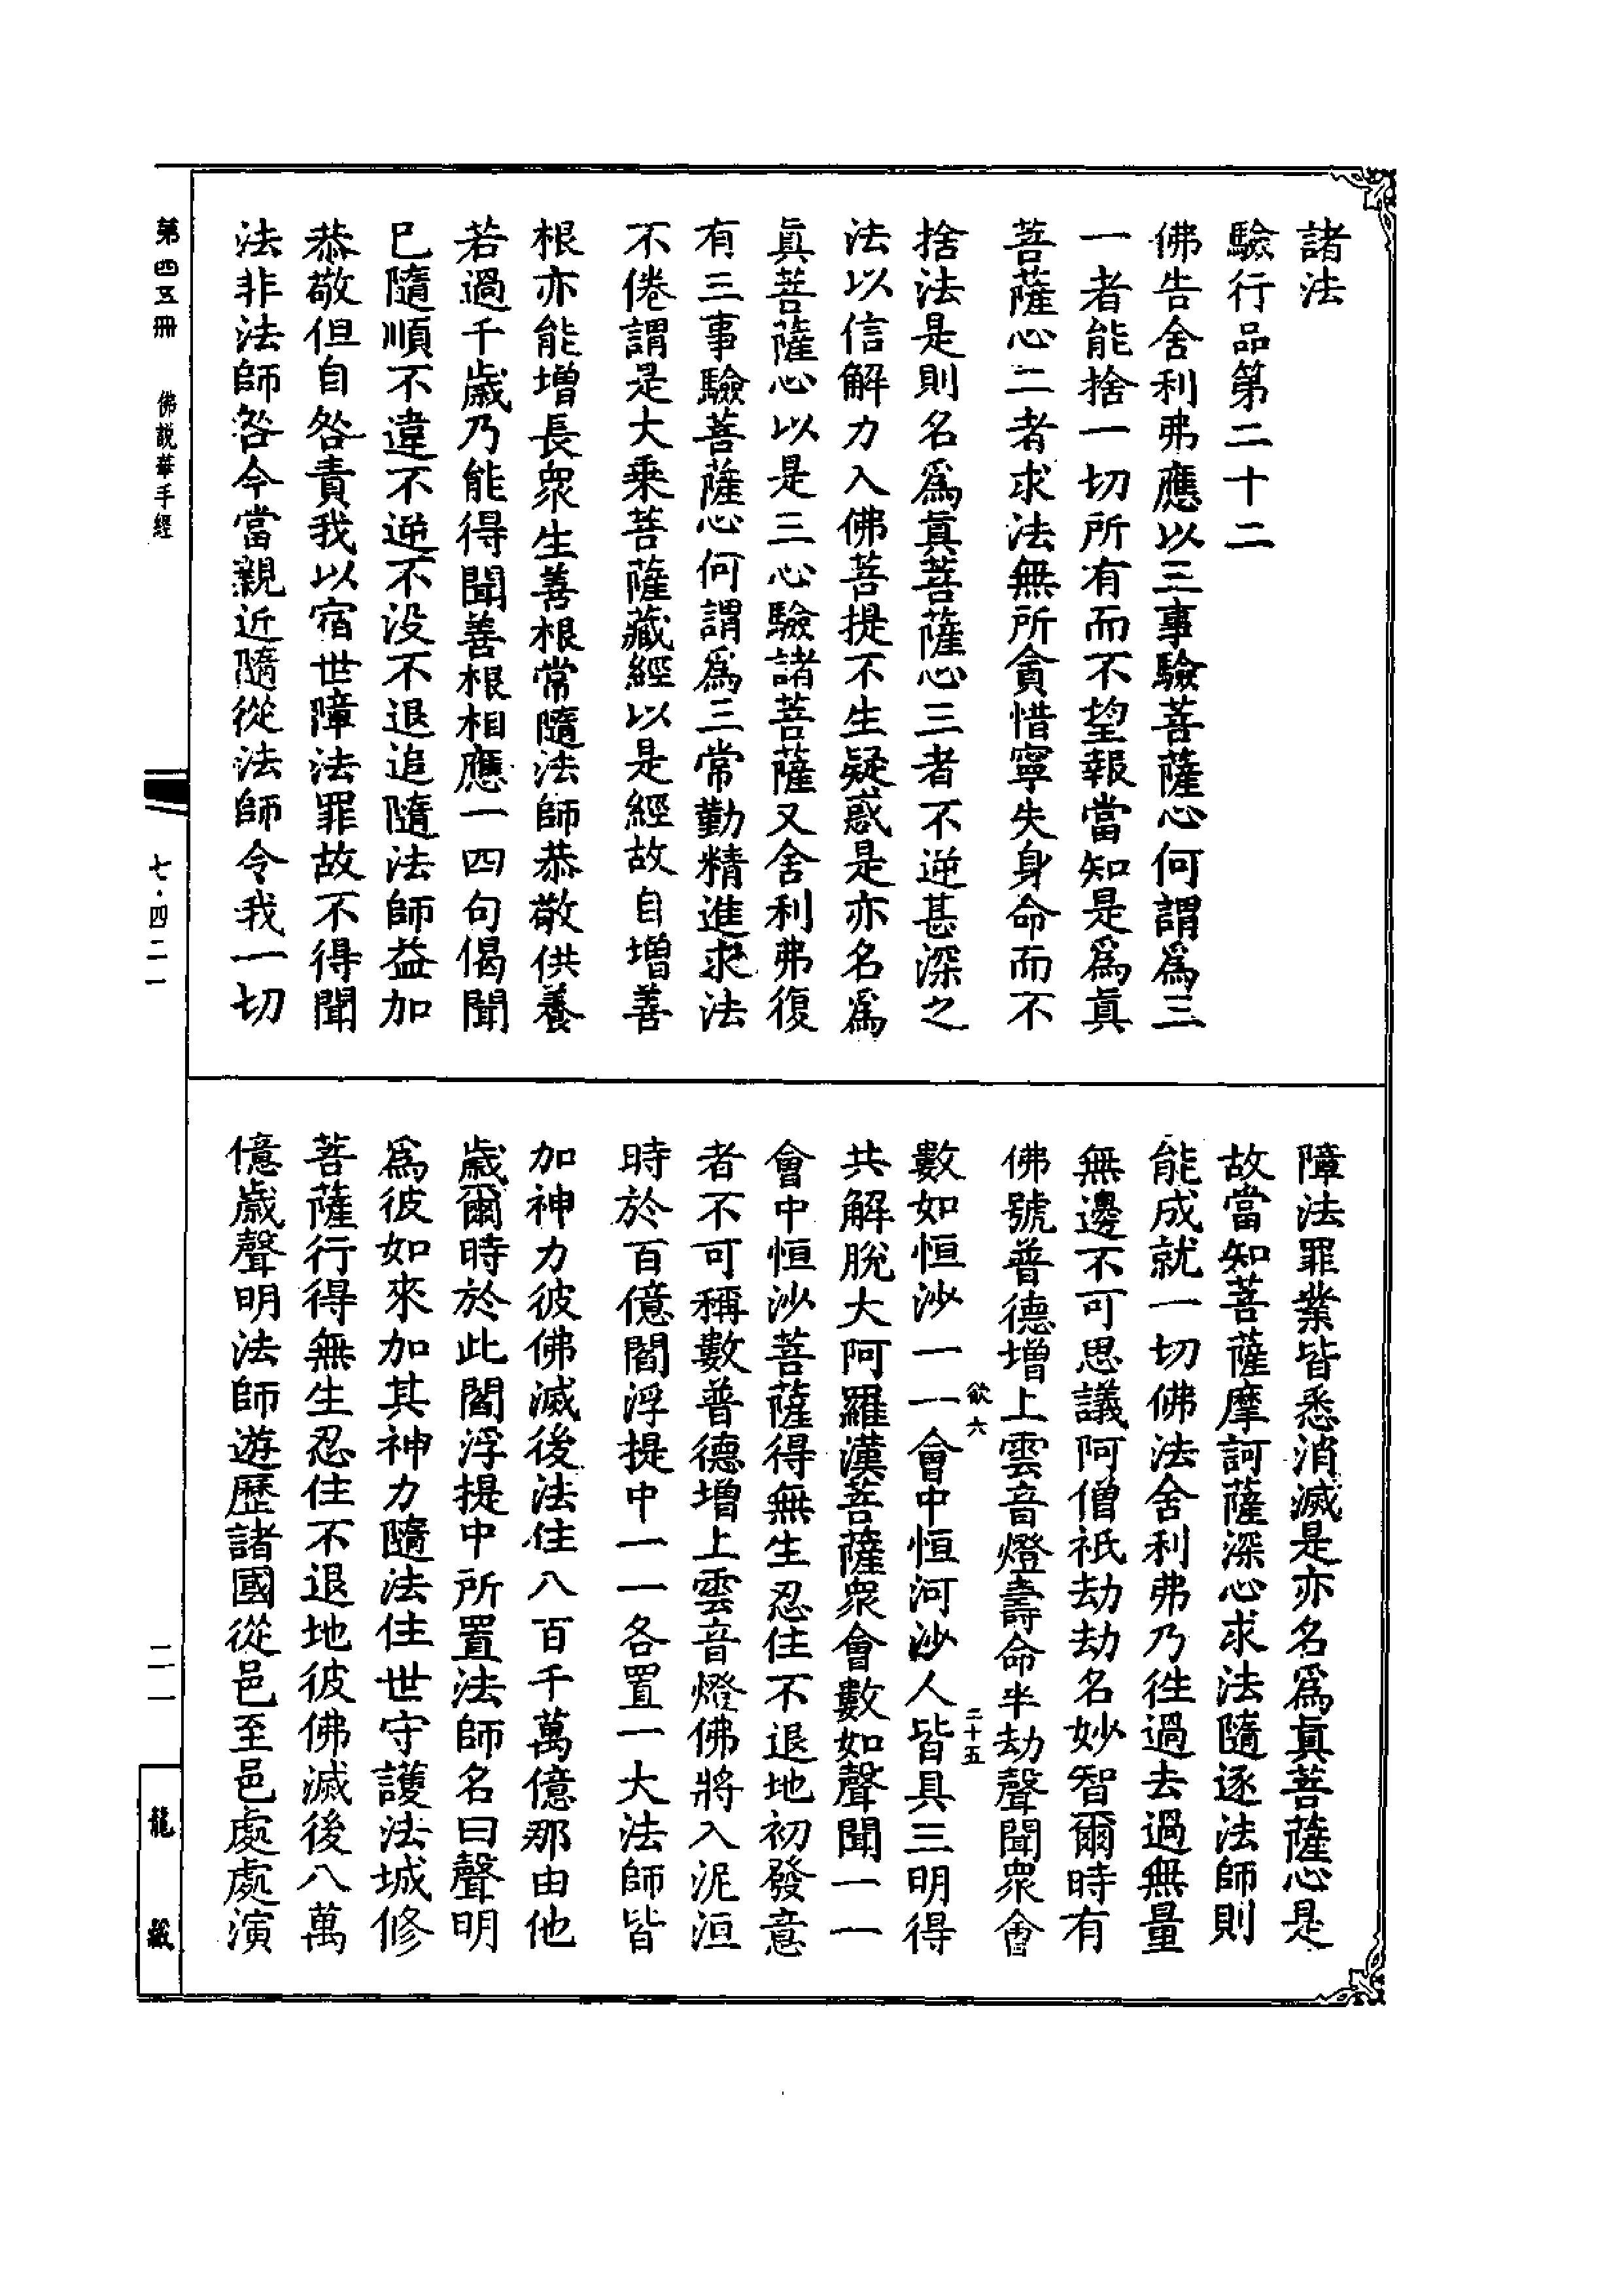 諸法
驗行品第二十二
佛告舍利弗應以三事驗菩薩心何謂爲三
一者能捨一切所有而不望報當知是爲眞
菩薩心二者求法無所貪惜寧失身命而不
捨法是則名爲眞菩薩心三者不逆甚深之
法以信解力入佛菩提不生疑惑是亦名爲
眞菩薩心以是三心驗諸菩薩又舍利弗復
有三事驗菩薩心何謂爲三常勤精進求法
不倦謂是大乘菩薩藏經以是經故自增善
根亦能增長衆生善根常隨法師恭敬供養
若過千歲乃能得聞善根相應一四句偈聞
已隨順不違不逆不没不退追隨法師益加
恭敬但自咎責我以宿世障法罪故不得聞
法非法師咎今當親近隨從法師令我一切
障法罪業皆悉消滅是亦名爲眞菩薩心是
故當知菩薩摩訶薩深心求法隨逐法師則
能成就一切佛法舍利弗乃徃過去過無量
無邊不可思議阿僧祇劫劫名妙智爾時有
佛號普德增上雲音燈壽命半劫聲聞衆會
欲六
二十五
數如恒沙一一會中恒河沙人皆具三明得
共解脫大阿羅漢菩薩衆會數如聲聞一一
會中恒沙菩薩得無生忍住不退地初發意
者不可稱數普德增上雲音燈佛將入泥洹
時於百億閻浮提中一一各置一大法師皆
加神力彼佛滅後法住八百千萬億那由他
歲爾時於此閻浮提中所置法師名曰聲明
爲彼如來加其神力隨法住世守護法城修
菩薩行得無生忍住不退地彼佛滅後八萬
億歲聲明法師遊歷諸國從邑至邑處處演
第四五冊
佛説華手經
七·四二一
二一
龍藏